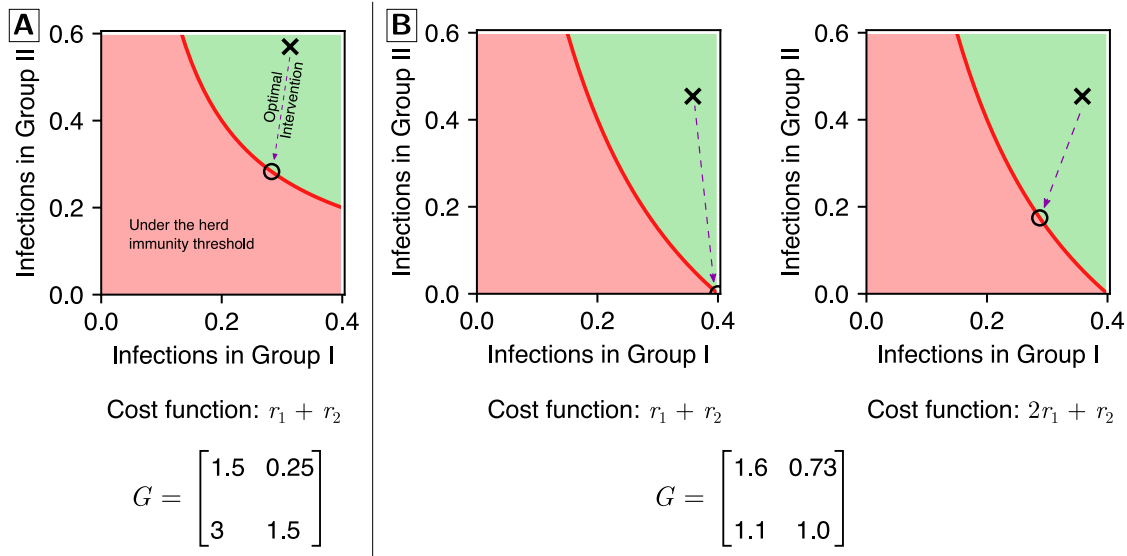 A
Infections in Group II
0.6
0.4
0.2
0.0
Optimal
Intervention
Under the herd
immunity threshold
0.0 0.2 0.4
Infections in Group I
Cost function: r₁ + r₂
G = [1.5 0.25
3 1.5]
B
Infections in Group II
0.6
0.4
0.2
0.0
0.0 0.2 0.4
Infections in Group I
Cost function: r₁ + r₂
Infections in Group II
0.6
0.4
0.2
0.0
0.0 0.2 0.4
Infections in Group I
Cost function: 2r₁ + r₂
G = [1.6 0.73
1.1 1.0]